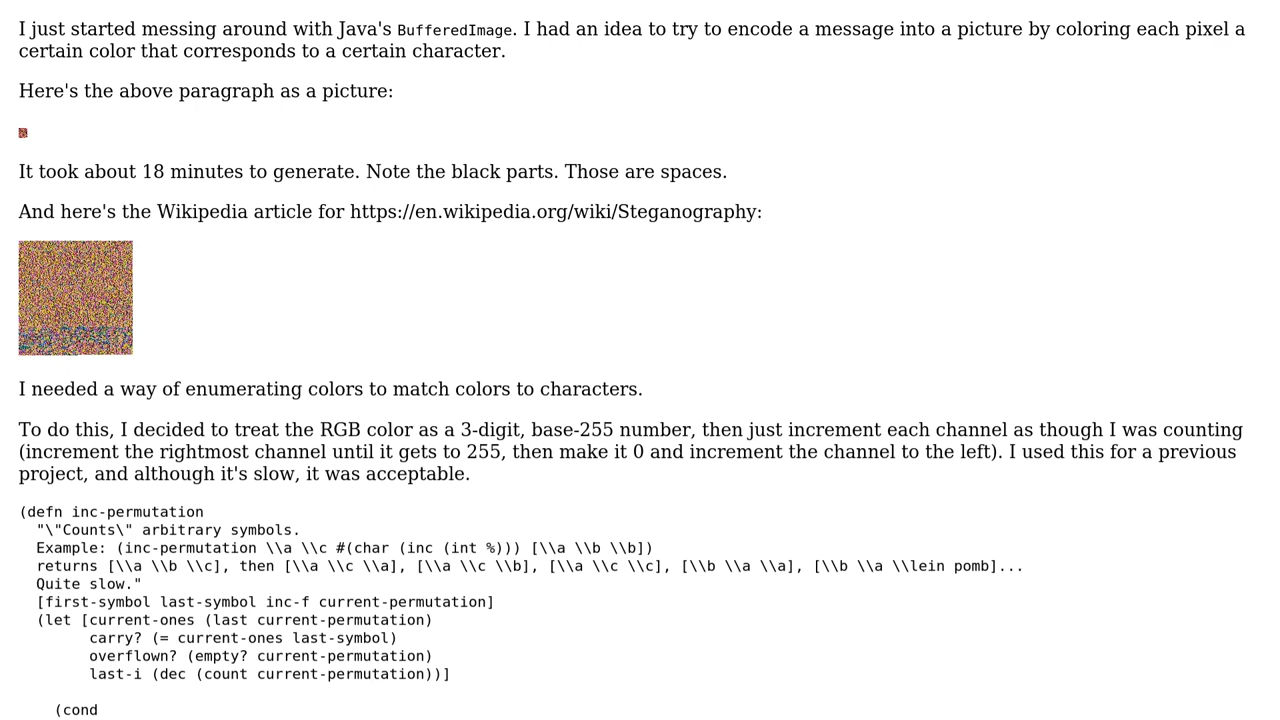 I just started messing around with Java's BufferedImage. I had an idea to try to encode a message into a picture by coloring each pixel a
certain color that corresponds to a certain character.
Here's the above paragraph as a picture:
It took about 18 minutes to generate. Note the black parts. Those are spaces.
And here's the Wikipedia article for https://en.wikipedia.org/wiki/Steganography:
I needed a way of enumerating colors to match colors to characters.
To do this, I decided to treat the RGB color as a 3-digit, base-255 number, then just increment each channel as though I was counting
(increment the rightmost channel until it gets to 255, then make it 0 and increment the channel to the left). I used this for a previous
project, and although it's slow, it was acceptable.
(defn inc-permutation
  "\"Counts\" arbitrary symbols.
  Example: (inc-permutation \\a \\c #(char (inc (int %))) [\\a \\b \\b])
  returns [\\a \\b \\c], then [\\a \\c \\a], [\\a \\c \\b], [\\a \\c \\c], [\\b \\a \\a], [\\b \\a \\lein pomb]...
  Quite slow."
  [first-symbol last-symbol inc-f current-permutation]
  (let [current-ones (last current-permutation)
        carry? (= current-ones last-symbol)
        overflown? (empty? current-permutation)
        last-i (dec (count current-permutation))]
    (cond